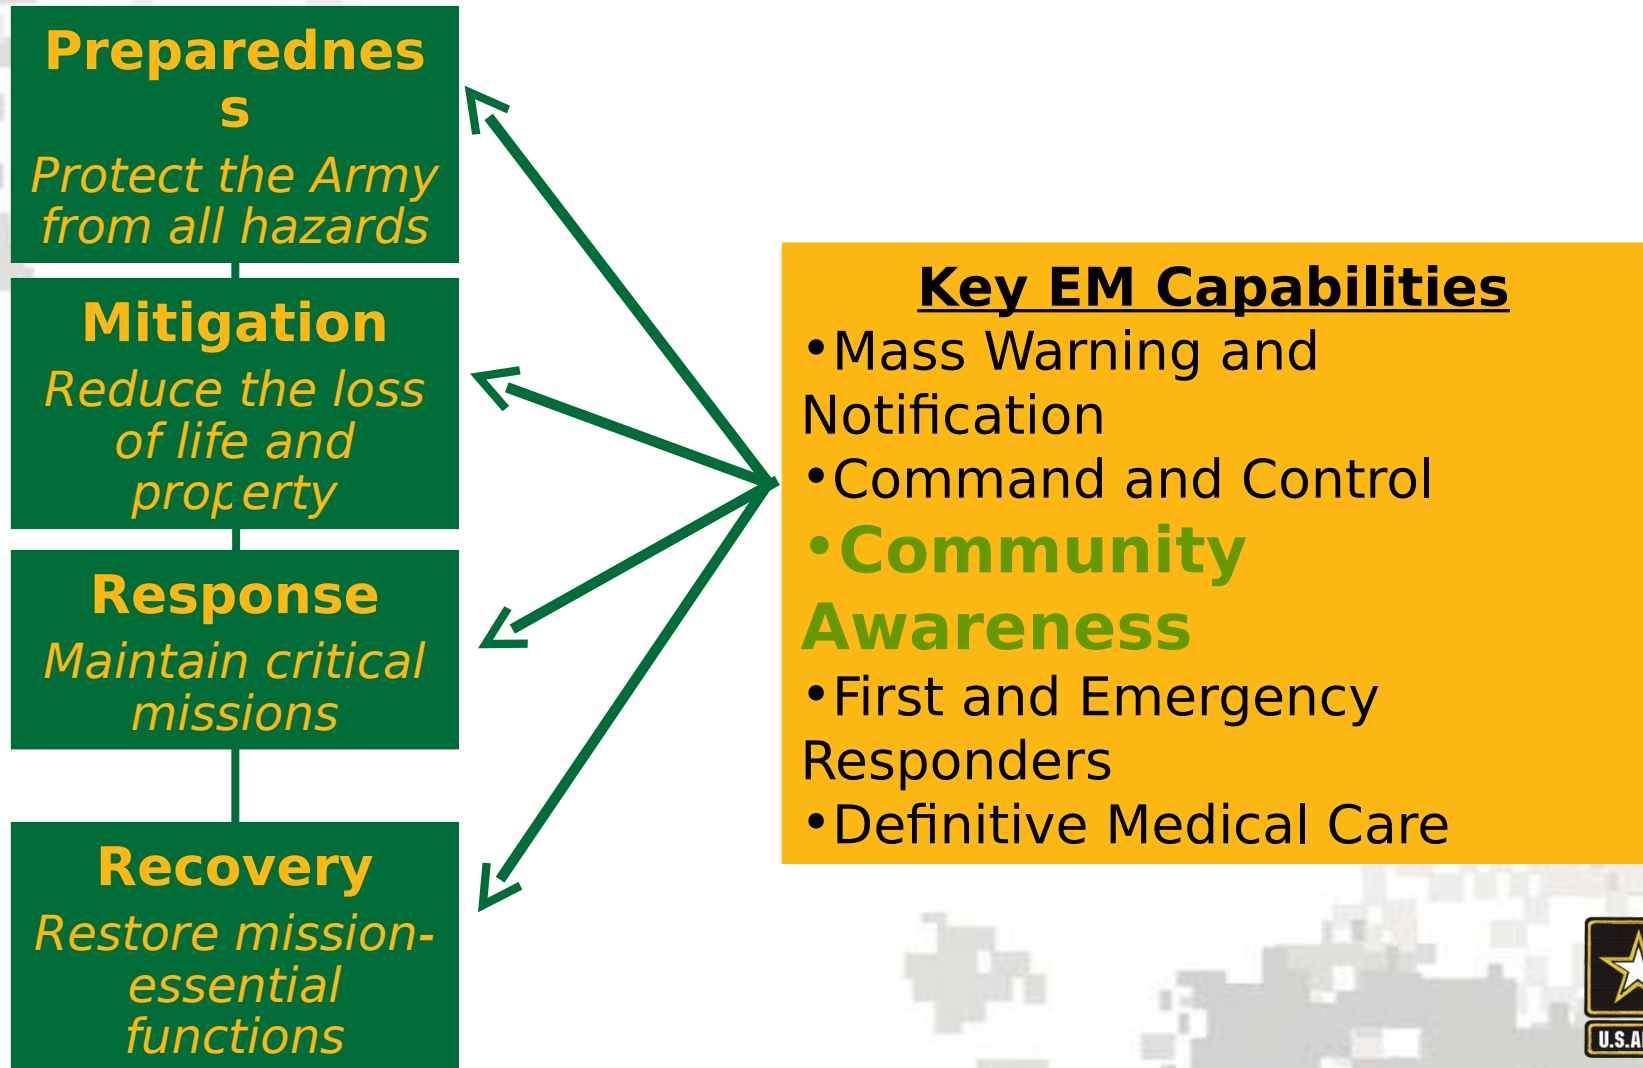 Preparednes
s
Protect the Army
from all hazards
Mitigation
Reduce the loss
of life and
property
Response
Maintain critical
missions
Recovery
Restore mission-
essential
functions
Key EM Capabilities
•Mass Warning and
Notification
•Command and Control
•Community
Awareness
•First and Emergency
Responders
•Definitive Medical Care
U.S.A